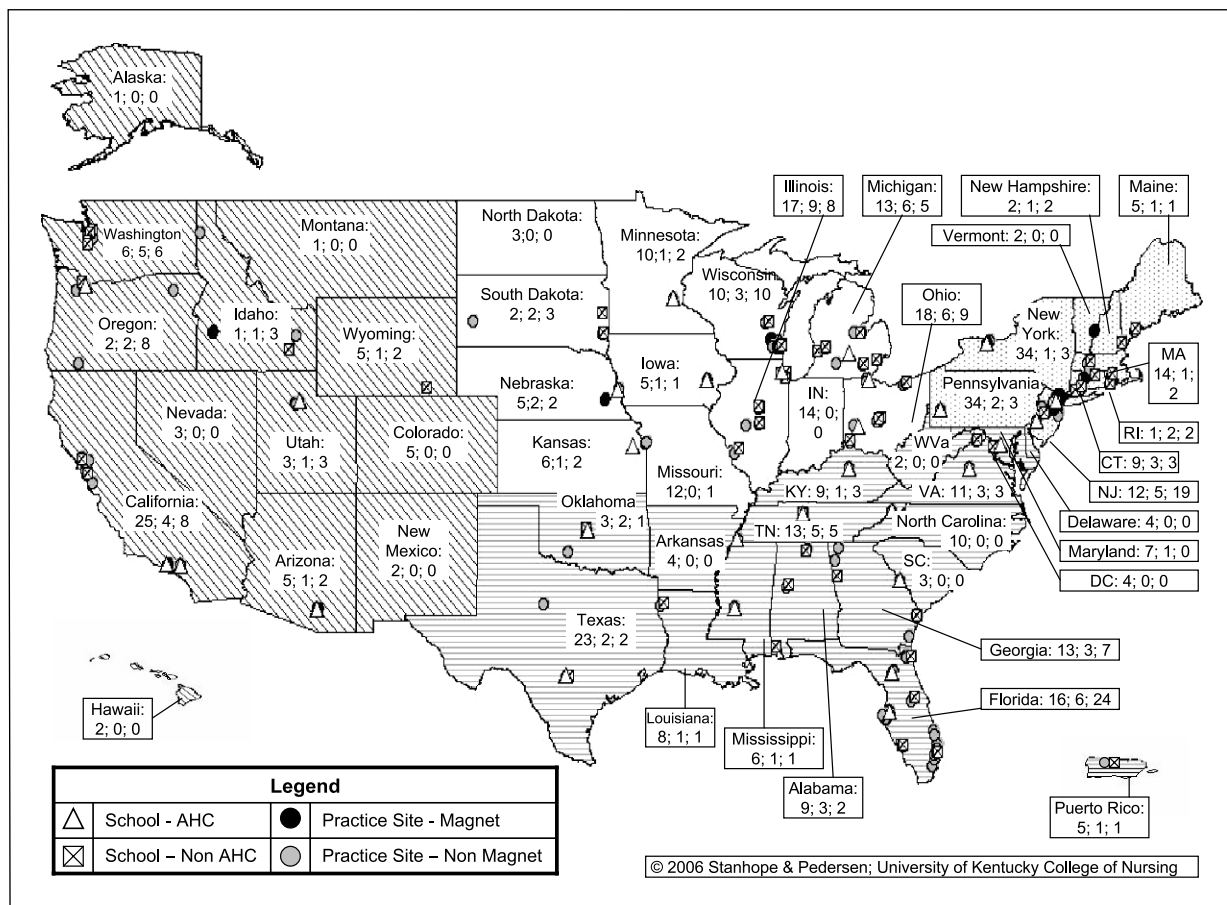 Alaska:
1; 0; 0
Illinois:
17; 9; 8
Michigan:
13; 6; 5
New Hampshire:
2; 1; 2
Maine:
5; 1; 1
Vermont: 2; 0; 0
Washington
6; 5; 6
Montana:
1; 0; 0
North Dakota:
3;0; 0
Minnesota:
10;1; 2
Wisconsin
10; 3; 10
Ohio:
18; 6; 9
New
York:
34; 1; 3
MA
14; 1;
2
Oregon:
2; 2; 8
Idaho:
1; 1; 3
Wyoming:
5; 1; 2
South Dakota:
2; 2; 3
Iowa:
5;1; 1
Nebraska:
5;2; 2
IN:
14; 0;
0
Pennsylvania
34; 2; 3
RI: 1; 2; 2
CT: 9; 3; 3
NJ: 12; 5; 19
Delaware: 4; 0; 0
Maryland: 7; 1; 0
DC: 4; 0; 0
Nevada:
3; 0; 0
Utah:
3; 1; 3
Colorado:
5; 0; 0
Kansas:
6;1; 2
Missouri:
12;0; 1
WVa
2; 0; 0
KY: 9; 1; 3
VA: 11; 3; 3
California:
25; 4; 8
Arizona:
5; 1; 2
New
Mexico:
2; 0; 0
Oklahoma
3; 2; 1
Arkansas
4; 0; 0
TN: 13; 5; 5
North Carolina:
10; 0; 0
SC:
3; 0; 0
Texas:
23; 2; 2
Georgia: 13; 3; 7
Florida: 16; 6; 24
Hawaii:
2; 0; 0
Louisiana:
8; 1; 1
Mississippi:
6; 1; 1
Alabama:
9; 3; 2
Puerto Rico:
5; 1; 1
Legend
School - AHC
Practice Site - Magnet
School – Non AHC
Practice Site – Non Magnet
© 2006 Stanhope & Pedersen; University of Kentucky College of Nursing